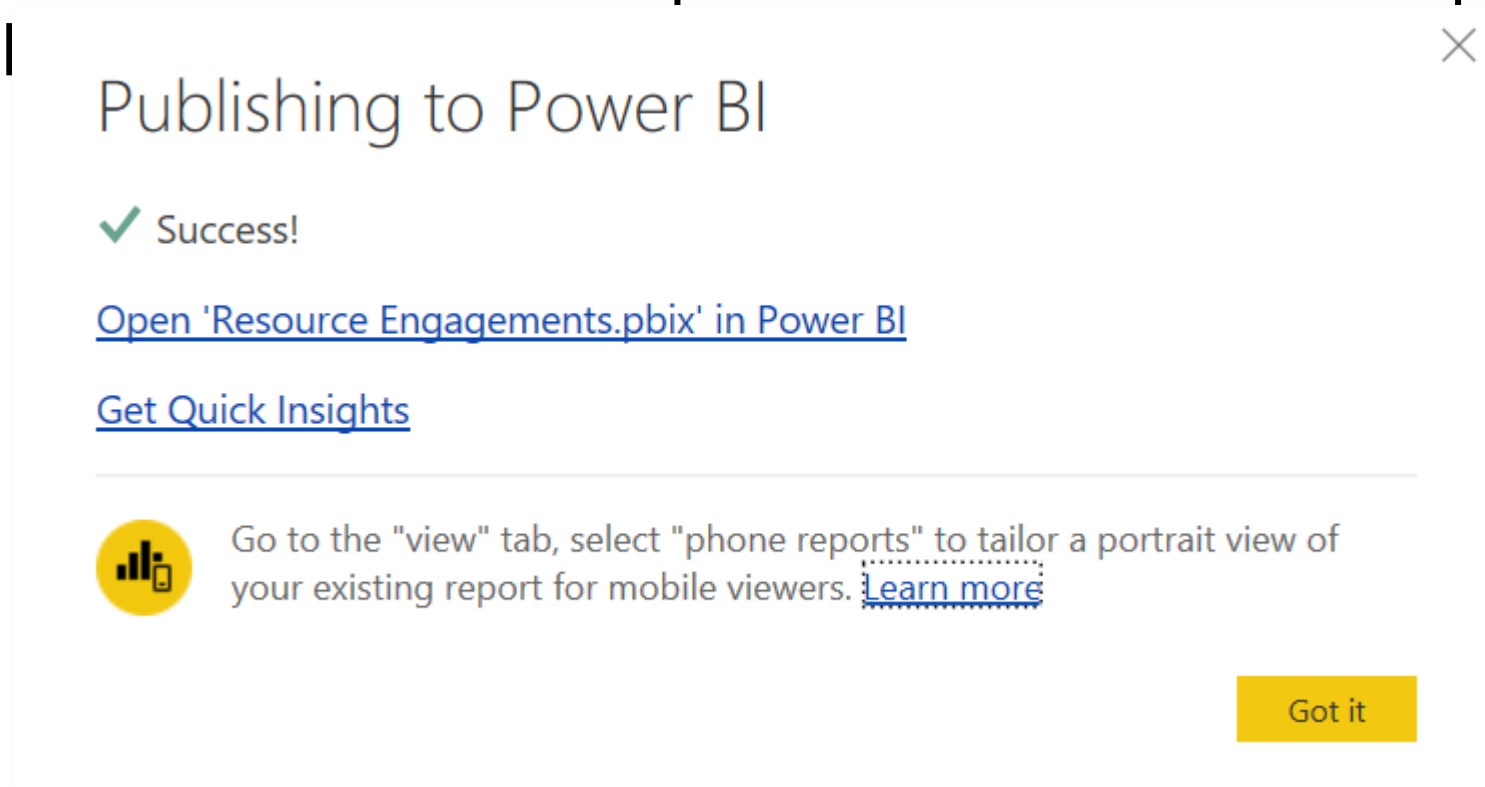 Publishing to Power BI
Success!
Open 'Resource Engagements.pbix' in Power BI
Get Quick Insights
Go to the "view" tab, select "phone reports" to tailor a portrait view of
your existing report for mobile viewers. Learn more
Got it